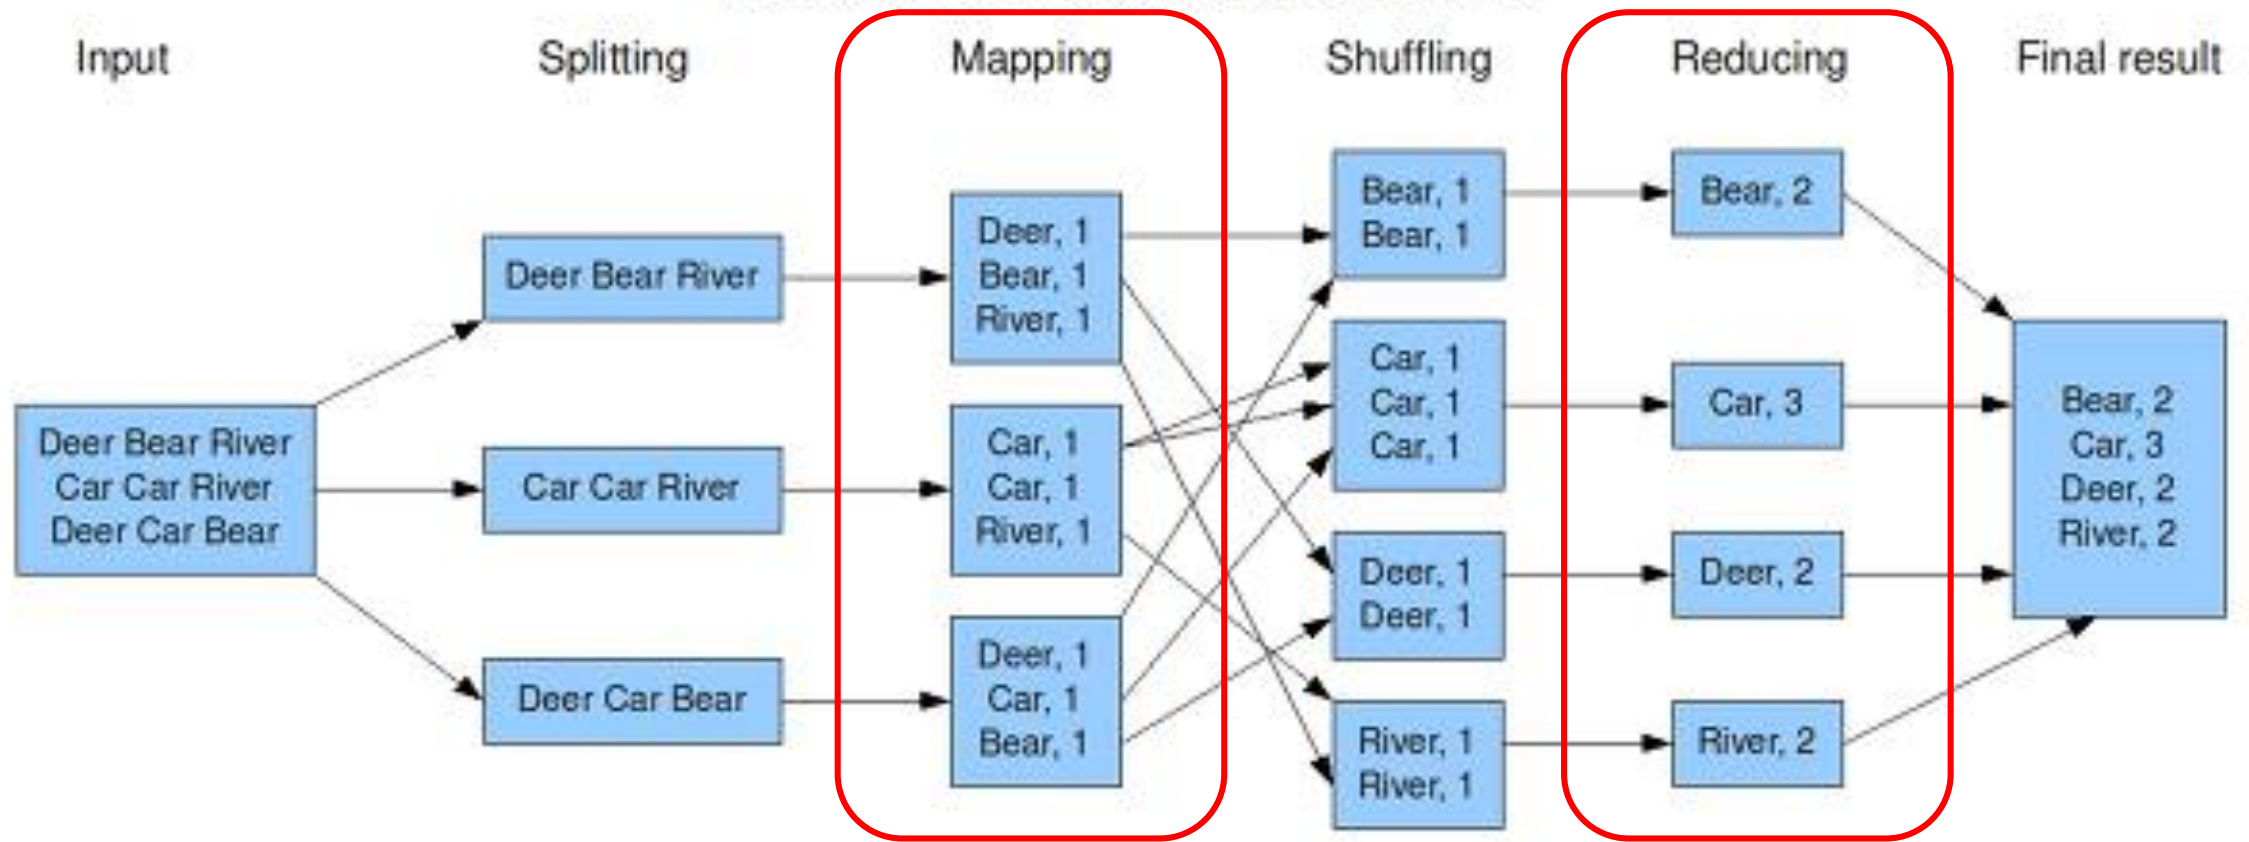 Input
Splitting
Mapping
Shuffling
Reducing
Final result
Deer Bear River
Car Car River
Deer Car Bear
Deer Bear River
Car Car River
Deer Car Bear
Deer, 1
Bear, 1
River, 1
Car, 1
Car, 1
River, 1
Deer, 1
Car, 1
Bear, 1
Bear, 1
Bear, 1
Car, 1
Car, 1
Car, 1
Deer, 1
Deer, 1
River, 1
River, 1
Bear, 2
Car, 3
Deer, 2
River, 2
Bear, 2
Car, 3
Deer, 2
River, 2